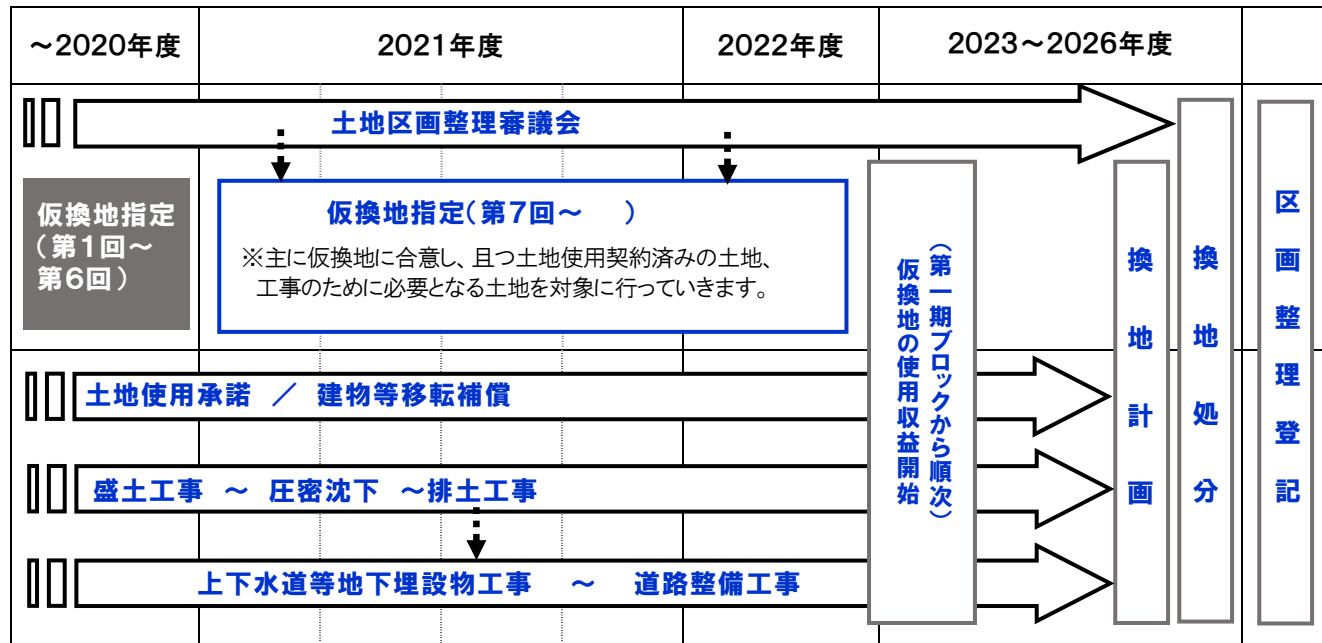 ～2020年度
2021年度
2022年度
2023～2026年度
土地区画整理審議会
仮換地指定
（第1回～
第6回）
仮換地指定（第7回～　）
※主に仮換地に合意し、且つ土地使用契約済みの土地、
工事のために必要となる土地を対象に行っていきます。
土地使用承諾 ／ 建物等移転補償
盛土工事 ～ 圧密沈下 ～排土工事
上下水道等地下埋設物工事 ～ 道路整備工事
（第一期ブロックから順次）
仮換地の使用収益開始
換地計画
換地処分
区画整理登記